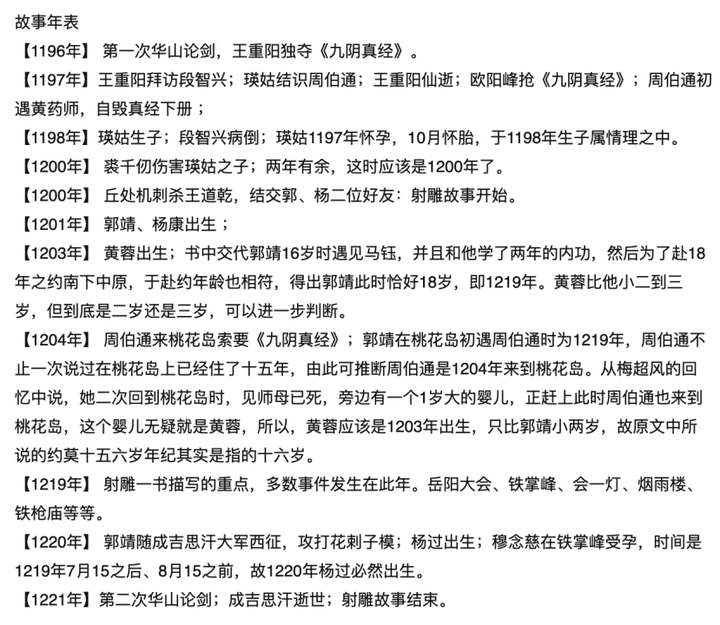 故事年表
【1196年】 第一次华山论剑，王重阳独夺《九阴真经》。
【1197年】王重阳拜访段智兴；瑛姑结识周伯通；王重阳仙逝；欧阳峰抢《九阴真经》；周伯通初
遇黄药师，自毁真经下册；
【1198年】瑛姑生子；段智兴病倒；瑛姑1197年怀孕，10月怀胎，于1198年生子属情理之中。
【1200年】 裘千仞伤害瑛姑之子；两年有余，这时应该是1200年了。
【1200年】 丘处机刺杀王道乾，结交郭、杨二位好友：射雕故事开始。
【1201年】 郭靖、杨康出生；
【1203年】 黄蓉出生；书中交代郭靖16岁时遇见马钰，并且和他学了两年的内功，然后为了赴18
年之约南下中原，于赴约年龄也相符，得出郭靖此时恰好18岁，即1219年。黄蓉比他小二到三
岁，但到底是二岁还是三岁，可以进一步判断。
【1204年】 周伯通来桃花岛索要《九阴真经》；郭靖在桃花岛初遇周伯通时为1219年，周伯通不
止一次说过在桃花岛上已经住了十五年，由此可推断周伯通是1204年来到桃花岛。从梅超风的回
忆中说，她二次回到桃花岛时，见师母已死，旁边有一个1岁大的婴儿，正赶上此时周伯通也来到
桃花岛，这个婴儿无疑就是黄蓉，所以，黄蓉应该是1203年出生，只比郭靖小两岁，故原文中所
说的约莫十五六岁年纪其实是指的十六岁。
【1219年】 射雕一书描写的重点，多数事件发生在此年。岳阳大会、铁掌峰、会一灯、烟雨楼、
铁枪庙等等。
【1220年】 郭靖随成吉思汗大军西征，攻打花剌子模；杨过出生；穆念慈在铁掌峰受孕，时间是
1219年7月15之后、8月15之前，故1220年杨过必然出生。
【1221年】第二次华山论剑；成吉思汗逝世；射雕故事结束。